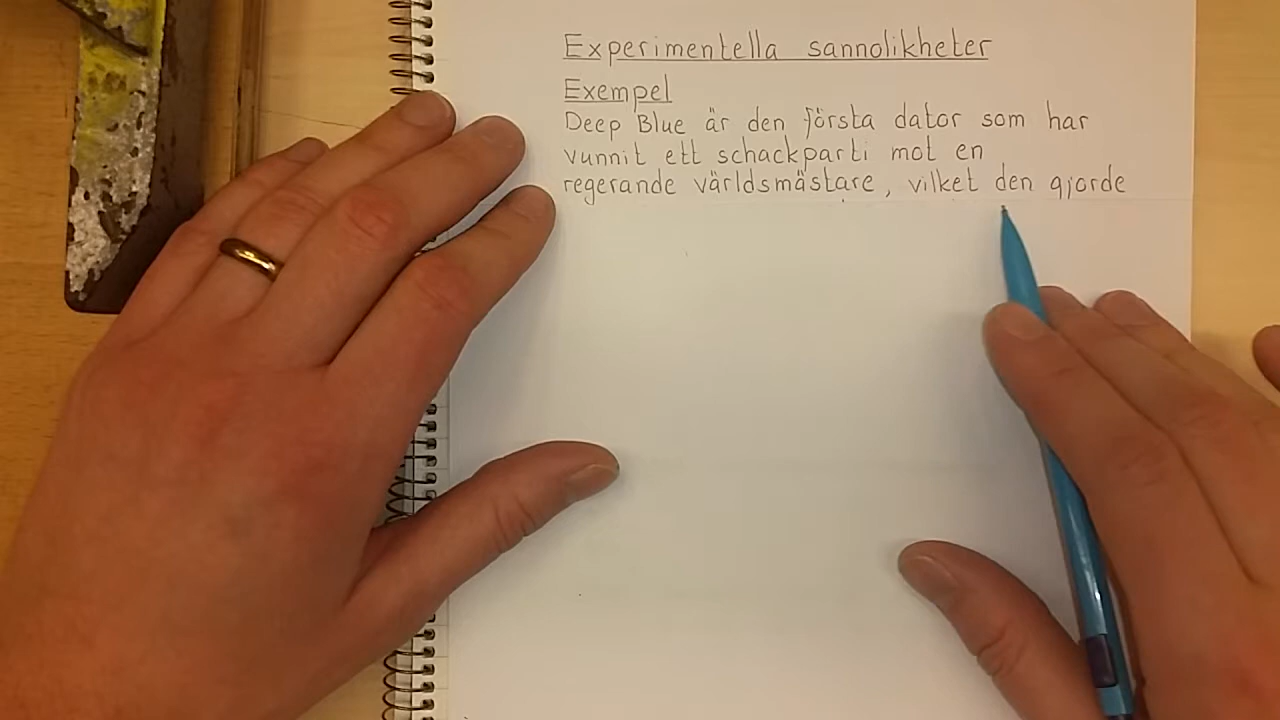 Experimentella sannolikheter
Exempel
Deep Blue är den första dator som har
vunnit ett schackparti mot en
regerande världsmästare, vilket den gjorde